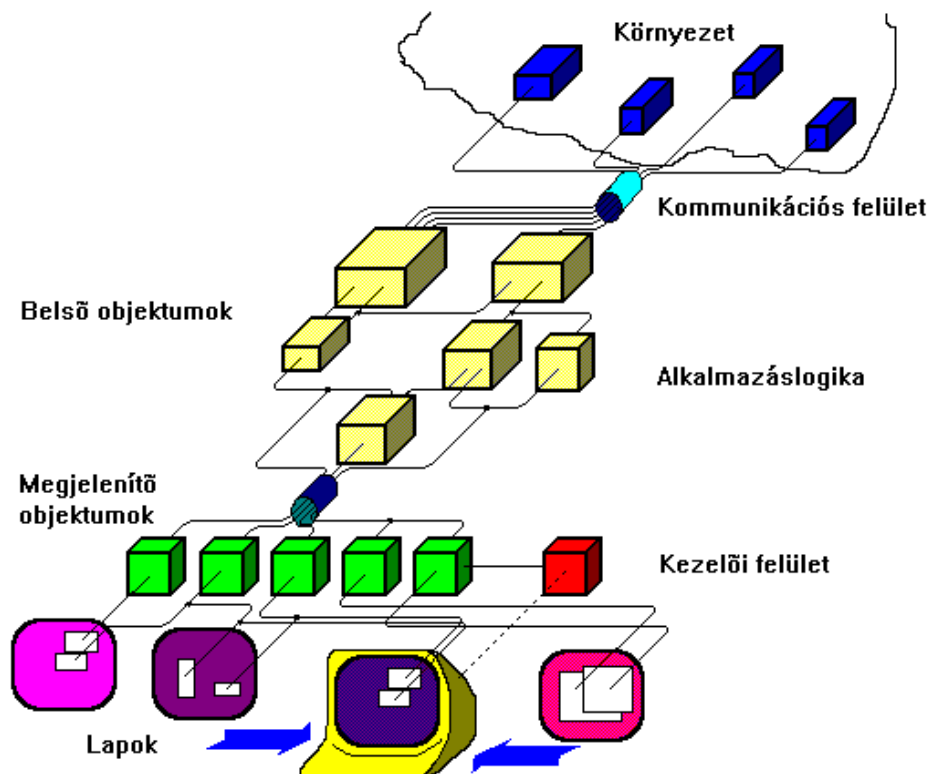 Környezet
Kommunikációs felület
Belsõ objektumok
Alkalmazáslogika
Megjelenítõ
objektumok
Kezelõi felület
Lapok